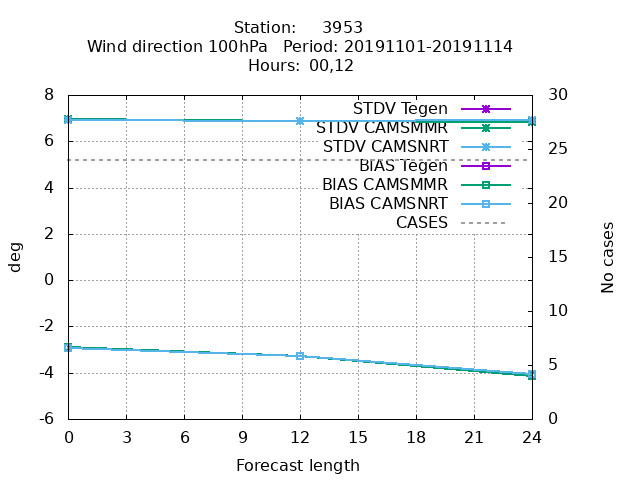 Station: 3953
Wind direction 100hPa Period: 20191101-20191114
Hours: 00,12
8 30
STDV Tegen
STDV CAMSMMR
6
STDV CAMSNRT
25
BIAS Tegen
4
BIAS CAMSMMR
BIAS CAMSNRT
20
CASES
2
15
deg
No cases
0
10
-2
5
-4
-6 0
0 3 6 9 12 15 18 21 24
Forecast length